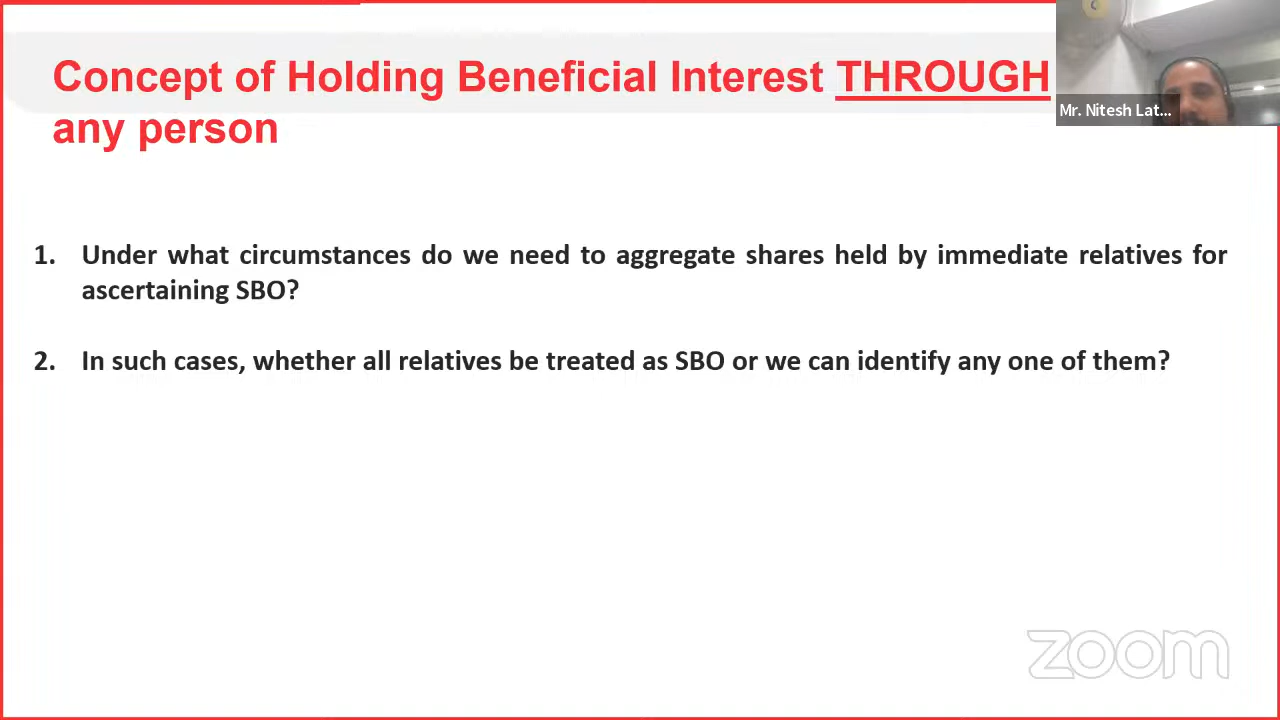 Concept of Holding Beneficial Interest THROUGH
any person
Mr. Nitesh Lat...
1. Under what circumstances do we need to aggregate shares held by immediate relatives for
ascertaining SBO?
2. In such cases, whether all relatives be treated as SBO or we can identify any one of them?
zoom